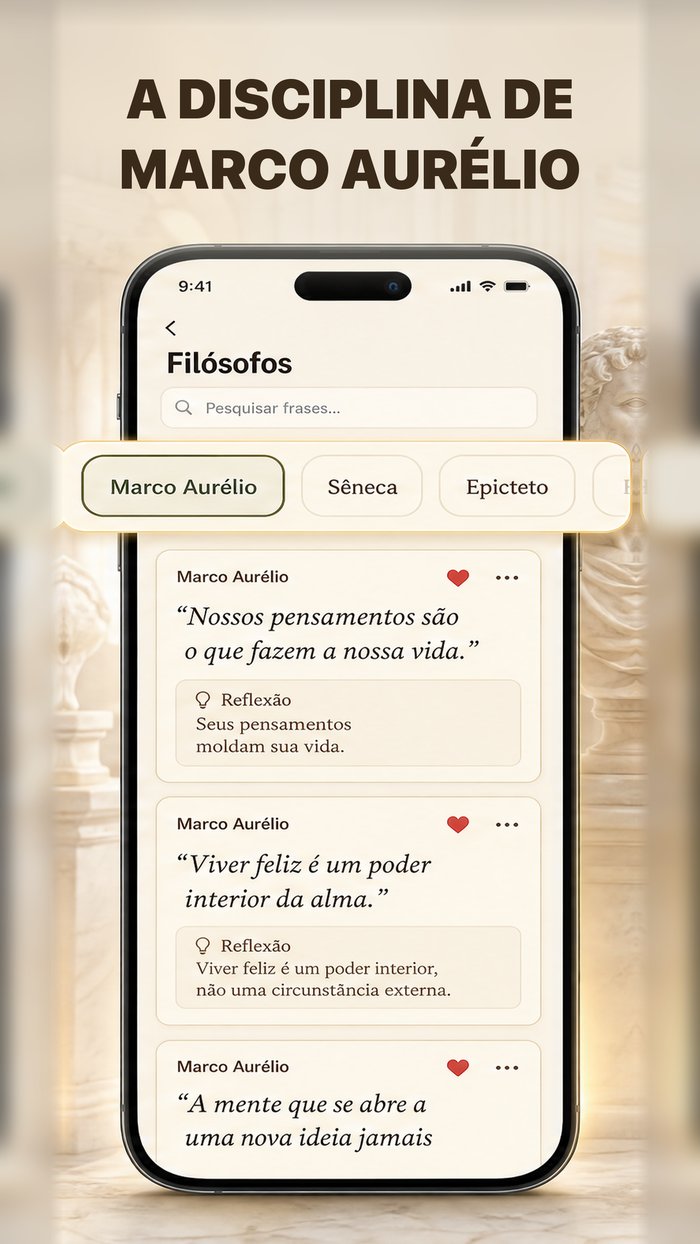 A DISCIPLINA DE
MARCO AURÉLIO
9:41
Filósofos
Pesquisar frases...
Marco Aurélio
Sêneca
Epicteto
Marco Aurélio
“Nossos pensamentos são
o que fazem a nossa vida.”
Reflexão
Seus pensamentos
moldam sua vida.
Marco Aurélio
“Viver feliz é um poder
interior da alma.”
Reflexão
Viver feliz é um poder interior,
não uma circunstância externa.
Marco Aurélio
“A mente que se abre a
uma nova ideia jamais